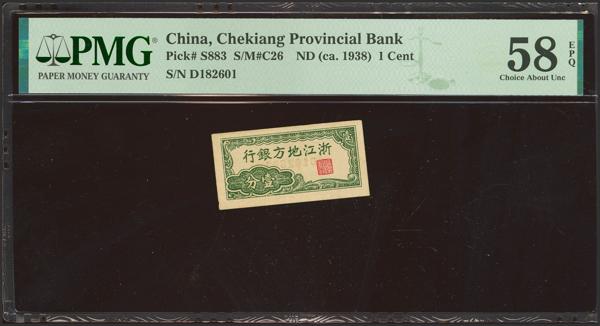 PMG
PAPER MONEY GUARANTY
China, Chekiang Provincial Bank
Pick# S883 S/M#C26 ND (ca. 1938) 1 Cent
S/N D182601
58 EPQ
Choice About Unc
行銀方地江浙
分壹